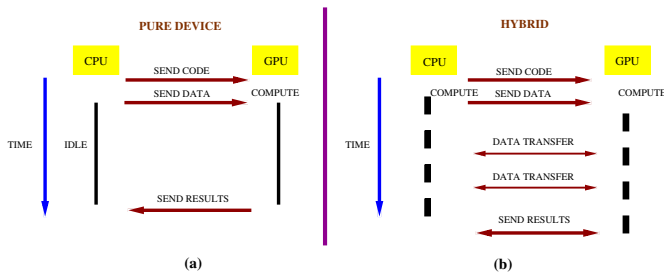 PURE DEVICE
CPU
GPU
SEND CODE
SEND DATA
COMPUTE
TIME
IDLE
SEND RESULTS
(a)
HYBRID
CPU
GPU
SEND CODE
COMPUTE
SEND DATA
COMPUTE
DATA TRANSFER
TIME
DATA TRANSFER
SEND RESULTS
(b)